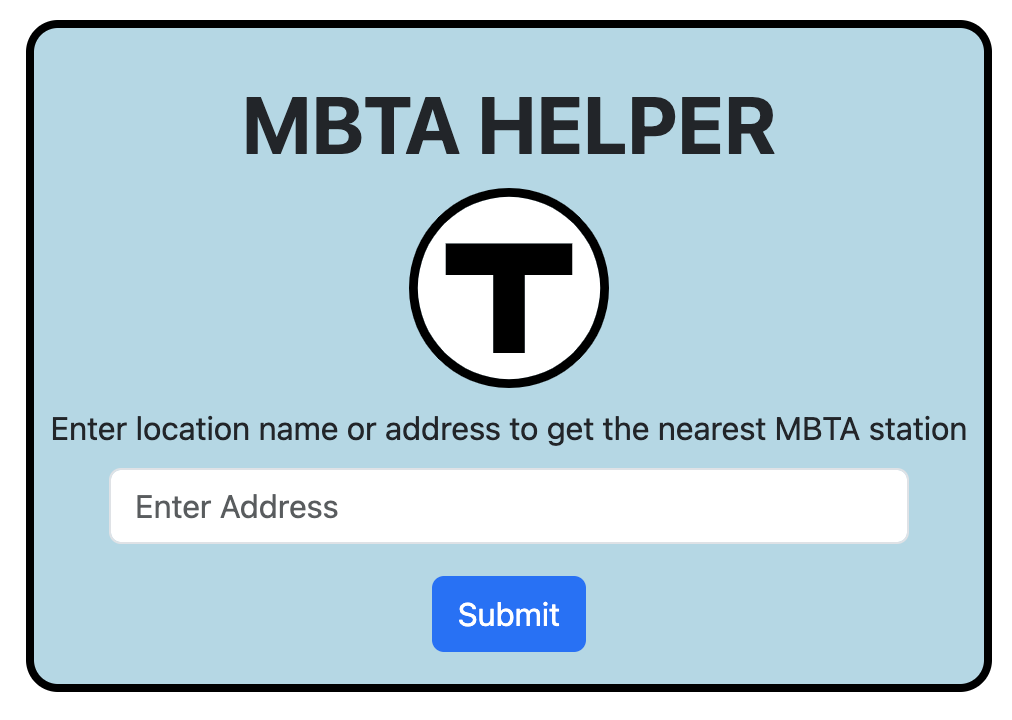 MBTA HELPER
T
Enter location name or address to get the nearest MBTA station
Enter Address
Submit